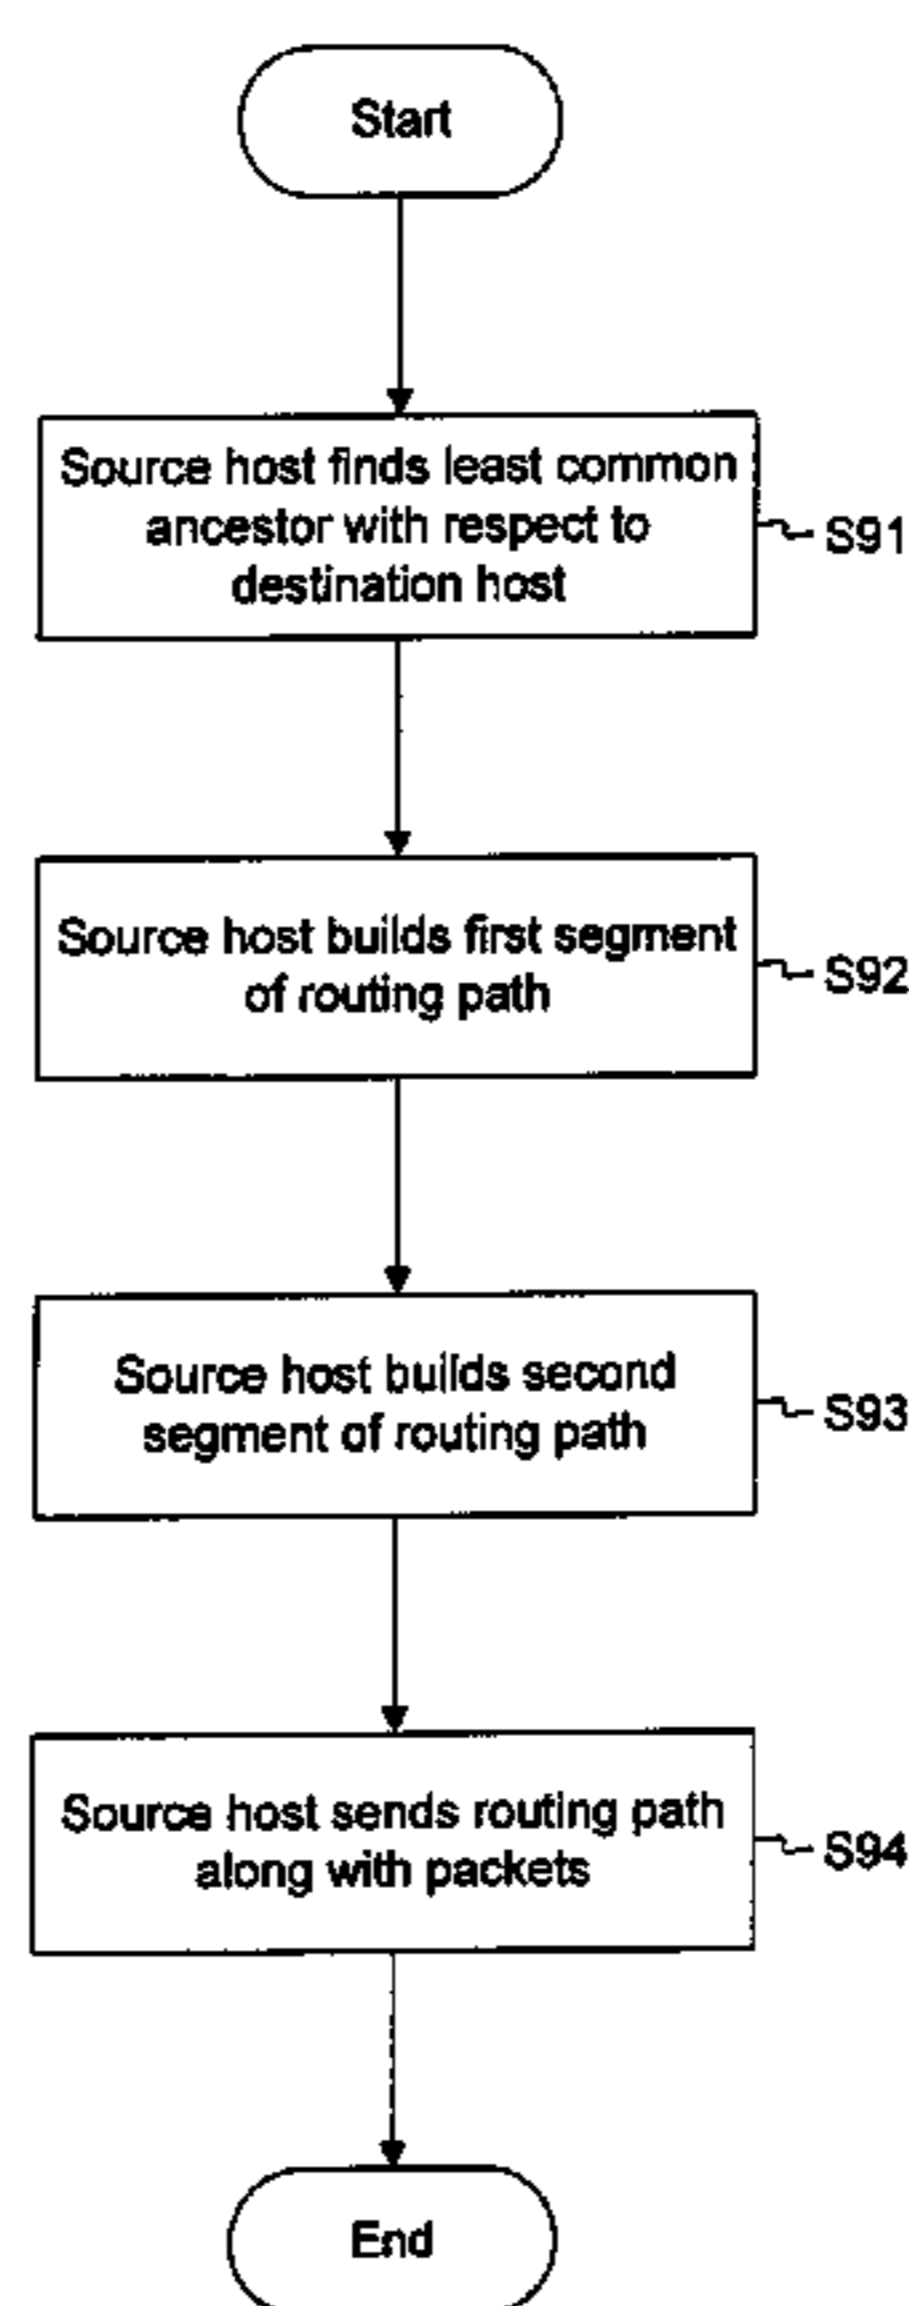 Start
Source host finds least common
ancestor with respect to
destination host
S91
Source host builds first segment
of routing path
S92
Source host builds second
segment of routing path
S93
Source host sends routing path
along with packets
S94
End